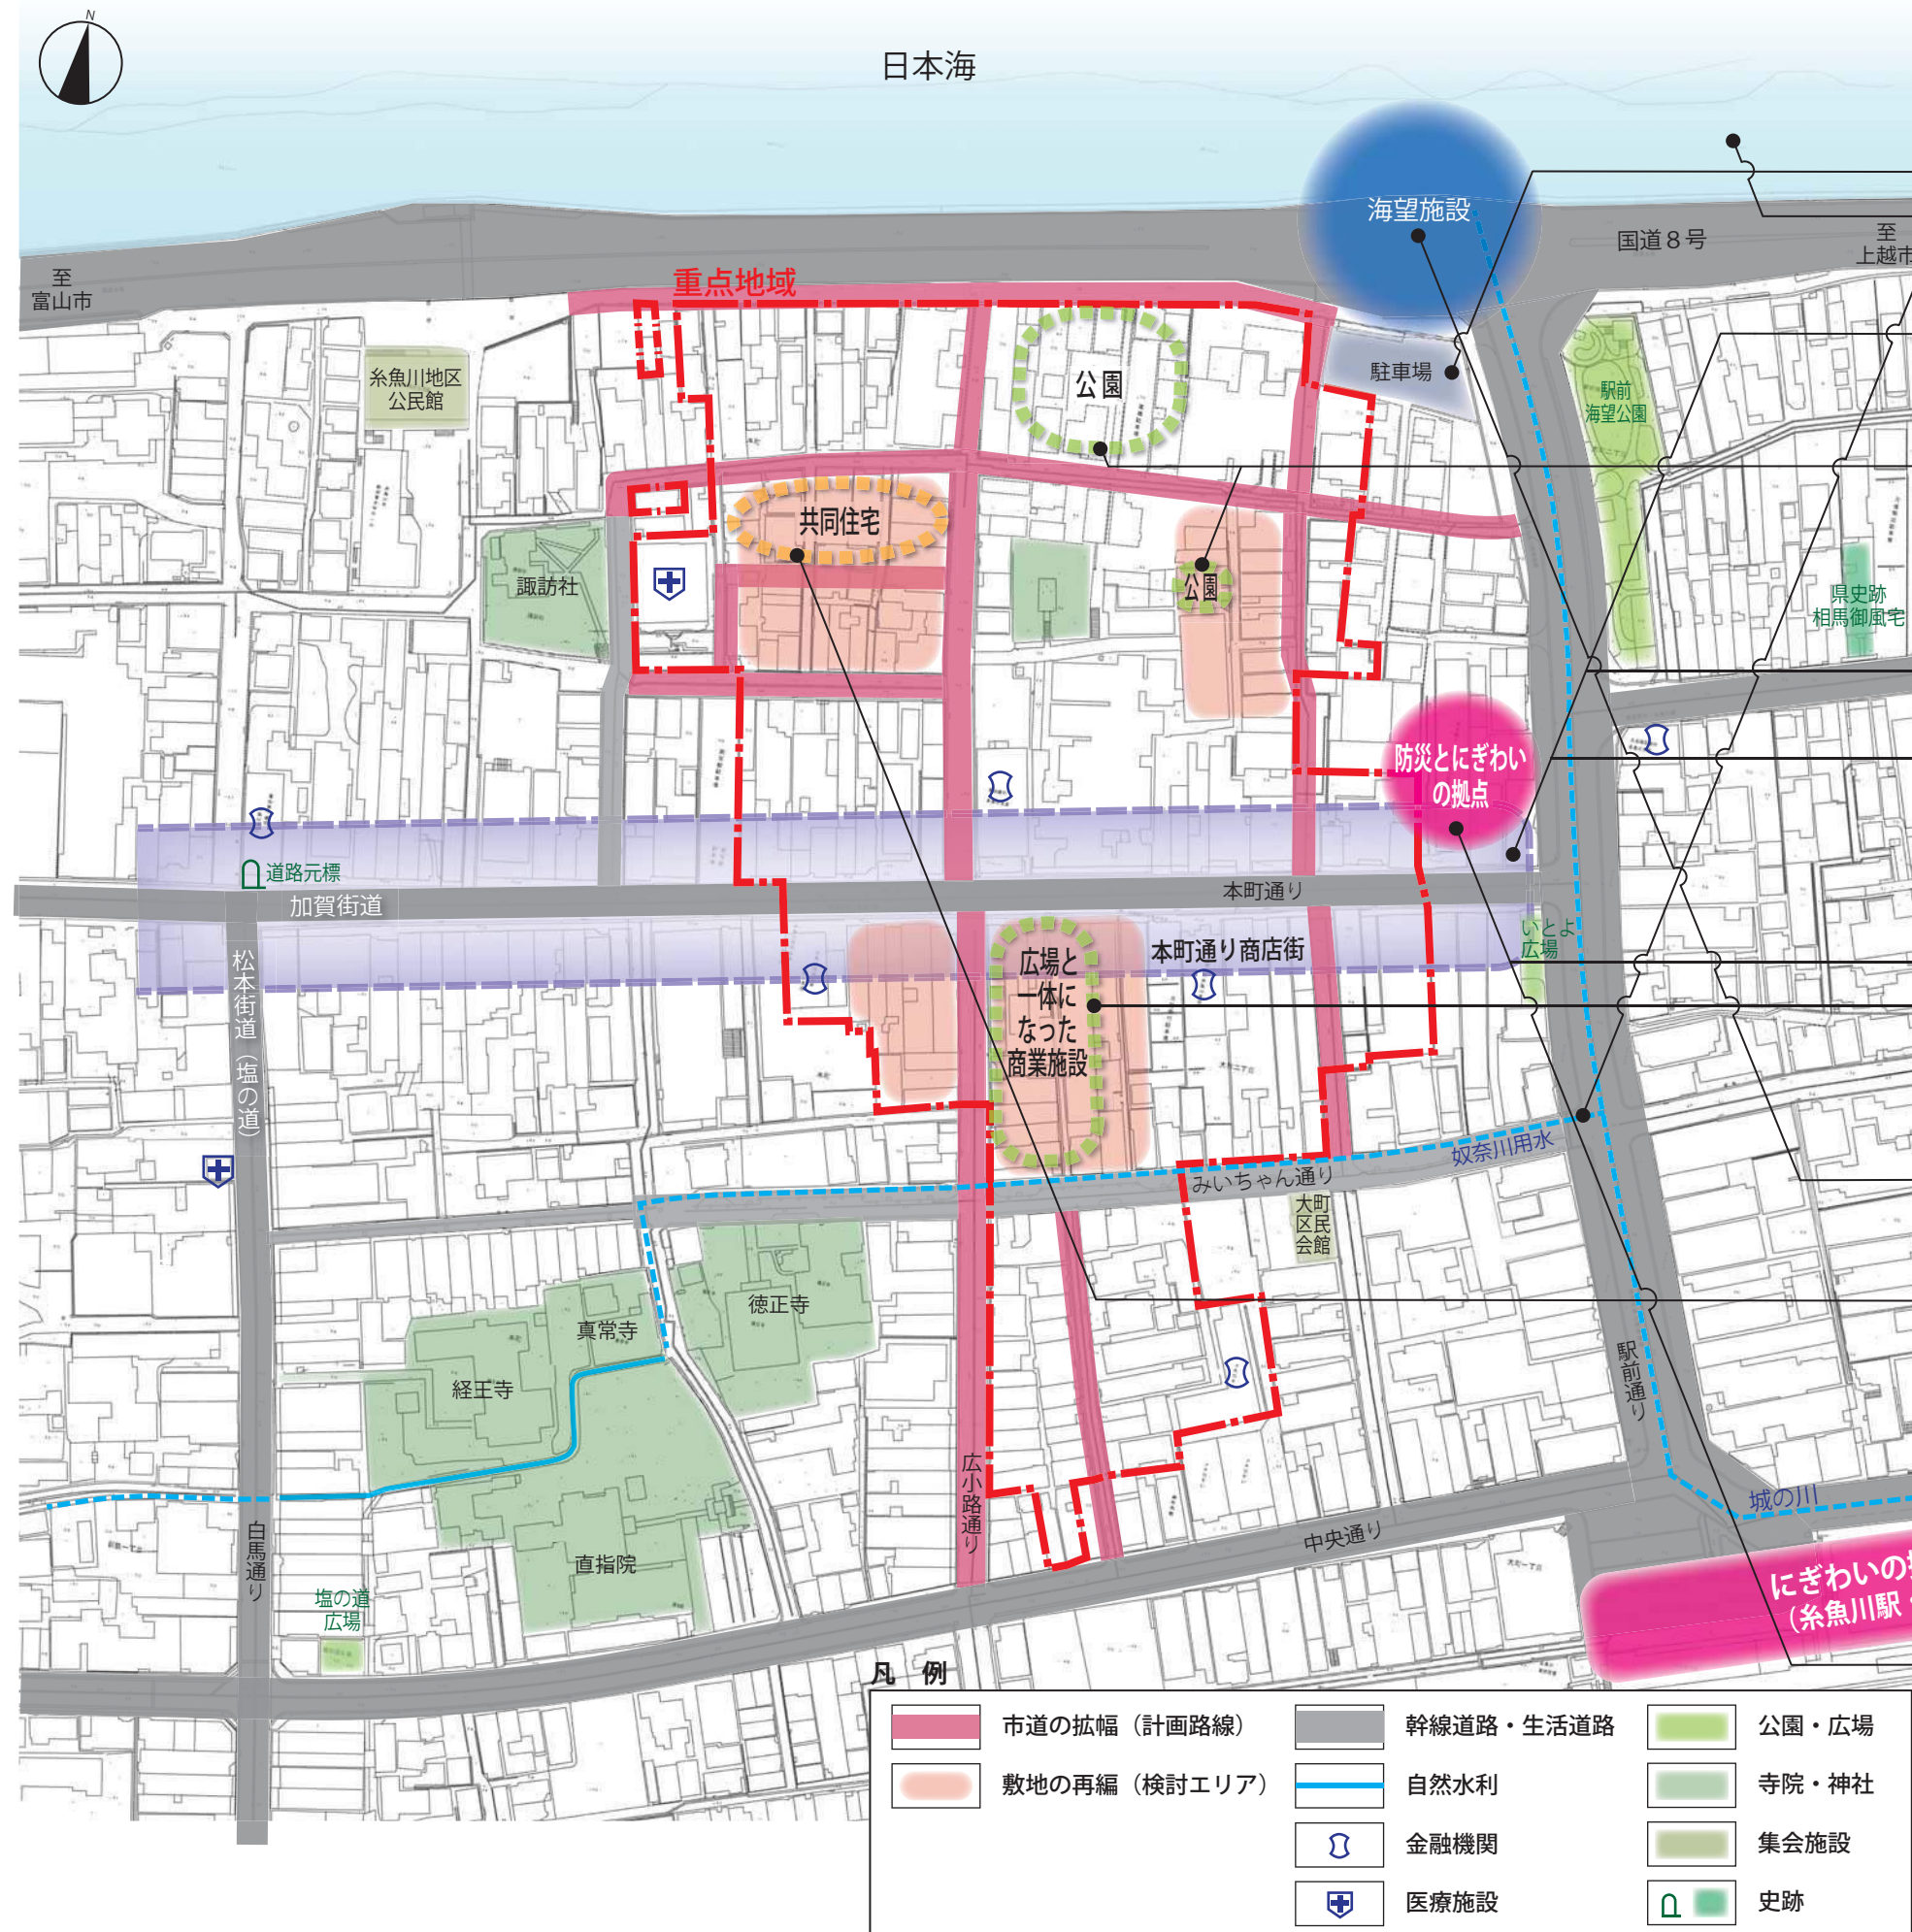 N
日本海
海望施設
国道８号
至
上越市
至
富山市
重点地域
糸魚川地区
公民館
公園
駐車場
駅前
海望公園
共同住宅
諏訪社
公園
県史跡
相馬御風宅
防災とにぎわい
の拠点
道路元標
加賀街道
本町通り
松本街道（塩の道）
広場と
一体に
なった
商業施設
本町通り商店街
いとよ
広場
奴奈川用水
みいちゃん通り
大町
区民
会館
徳正寺
真常寺
経王寺
駅前通り
広小路通り
城の川
中央通り
白馬通り
直指院
塩の道
広場
にぎわいの
（糸魚川駅
凡 例
市道の拡幅（計画路線）
幹線道路・生活道路
公園・広場
敷地の再編（検討エリア）
自然水利
寺院・神社
金融機関
集会施設
医療施設
史跡